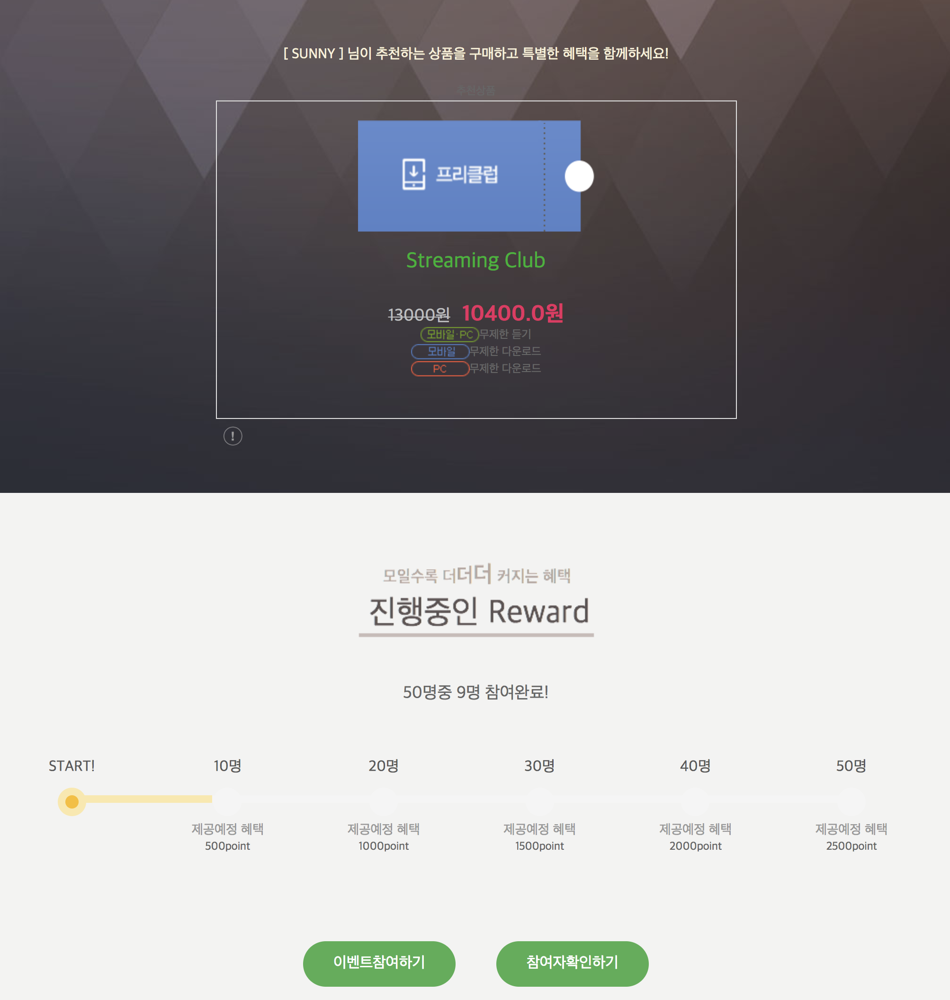 [ SUNNY ] 님이 추천하는 상품을 구매하고 특별한 혜택을 함께하세요!
추천상품
프리클럽
Streaming Club
13000원 10400.0원
모바일·PC 무제한 듣기
모바일 무제한 다운로드
PC 무제한 다운로드
!
모일수록 더더더 커지는 혜택
진행중인 Reward
50명중 9명 참여완료!
START! 10명 20명 30명 40명 50명
제공예정 혜택 제공예정 혜택 제공예정 혜택 제공예정 혜택 제공예정 혜택
500point 1000point 1500point 2000point 2500point
이벤트참여하기 참여자확인하기